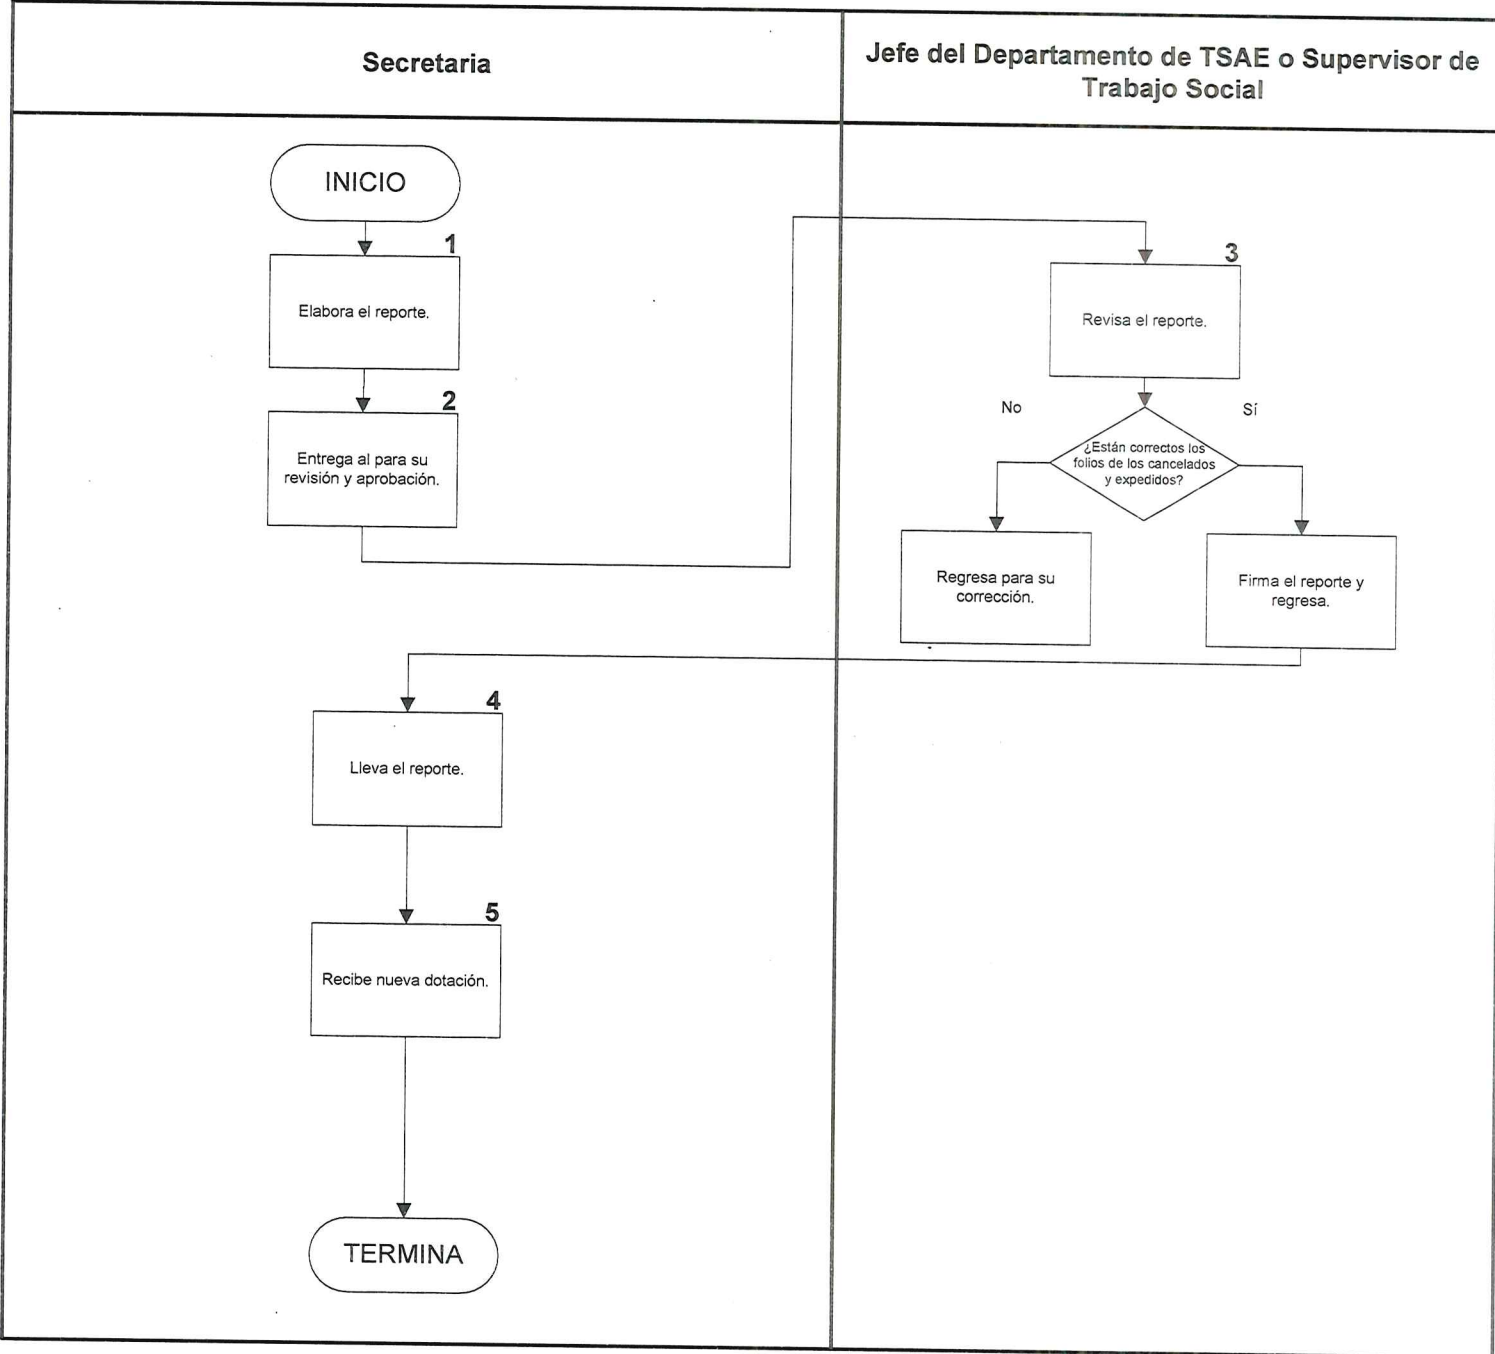 Secretaria
Jefe del Departamento de TSAE o Supervisor de
Trabajo Social
INICIO
1
Elabora el reporte.
2
Entrega al para su
revisión y aprobación.
3
Revisa el reporte.
No
Sí
¿Están correctos los
folios de los cancelados
y expedidos?
Regresa para su
corrección.
Firma el reporte y
regresa.
4
Lleva el reporte.
5
Recibe nueva dotación.
TERMINA